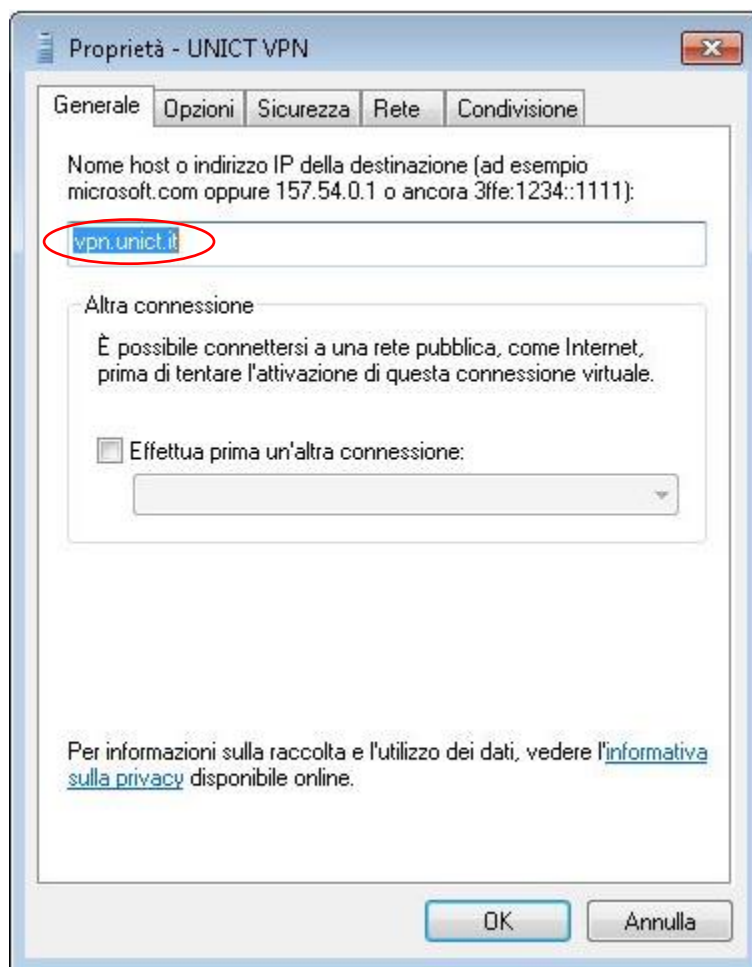 Proprietà - UNICT VPN
Generale Opzioni Sicurezza Rete Condivisione
Nome host o indirizzo IP della destinazione (ad esempio
microsoft.com oppure 157.54.0.1 o ancora 3ffe:1234::1111):
vpn.unict.it
Altra connessione
È possibile connettersi a una rete pubblica, come Internet,
prima di tentare l'attivazione di questa connessione virtuale.
Effettua prima un'altra connessione:
Per informazioni sulla raccolta e l'utilizzo dei dati, vedere l'informativa
sulla privacy disponibile online.
OK Annulla